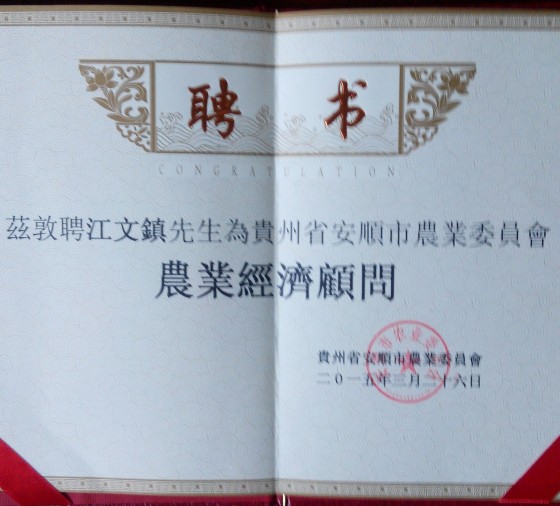 聘书
CONGRATULATION
茲敦聘江文鎮先生為貴州省安順市農業委員會
農業經濟顧問
貴州省安順市農業委員會
二0一五年三月二十六日